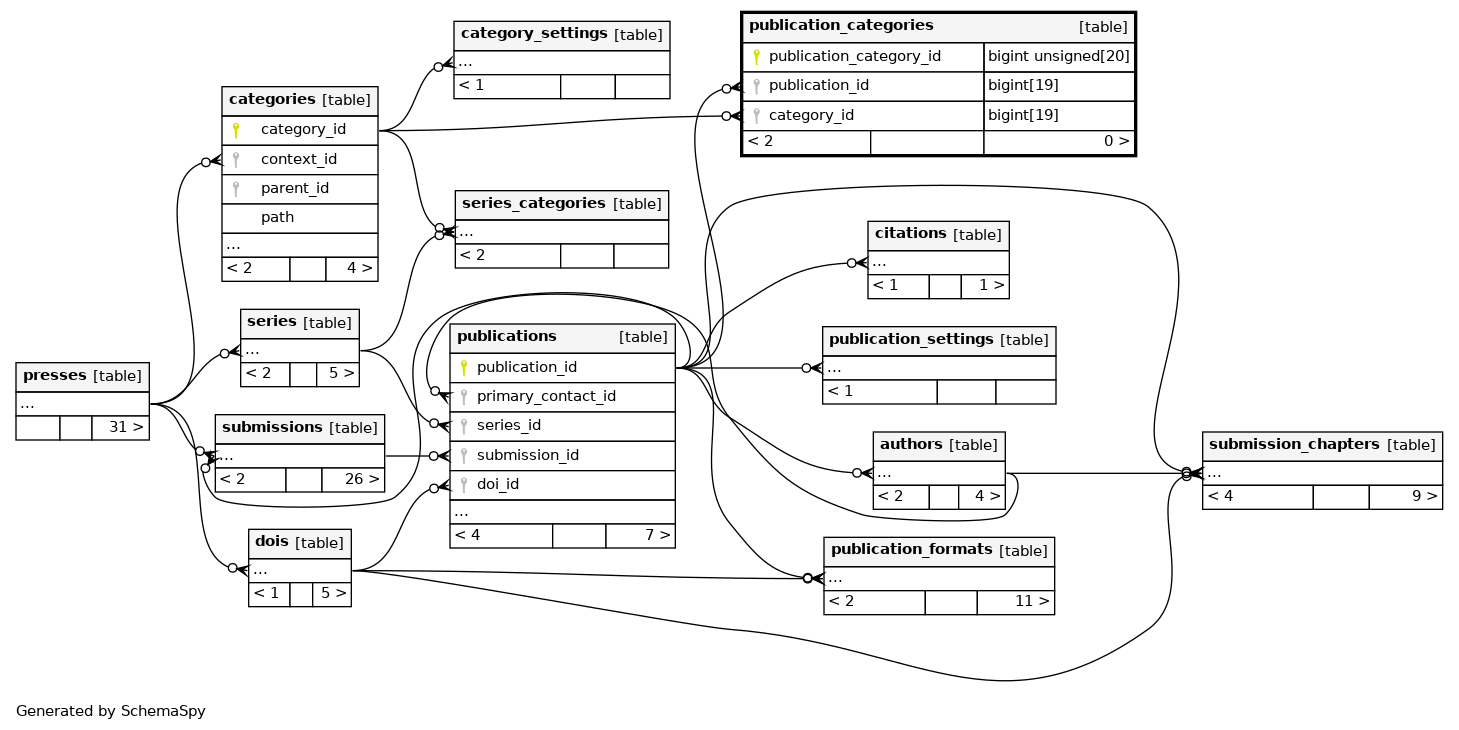 category_settings [table]
...
< 1
publication_categories [table]
publication_category_id bigint unsigned[20]
publication_id bigint[19]
category_id bigint[19]
< 2 0 >
categories [table]
category_id
context_id
parent_id
path
...
< 2 4 >
series_categories [table]
...
< 2
citations [table]
...
< 1 1 >
series [table]
...
< 2 5 >
publications [table]
publication_id
primary_contact_id
series_id
submission_id
doi_id
...
< 4 7 >
publication_settings [table]
...
< 1
presses [table]
...
31 >
submissions [table]
...
< 2 26 >
authors [table]
...
< 2 4 >
submission_chapters [table]
...
< 4 9 >
dois [table]
...
< 1 5 >
publication_formats [table]
...
< 2 11 >
Generated by SchemaSpy